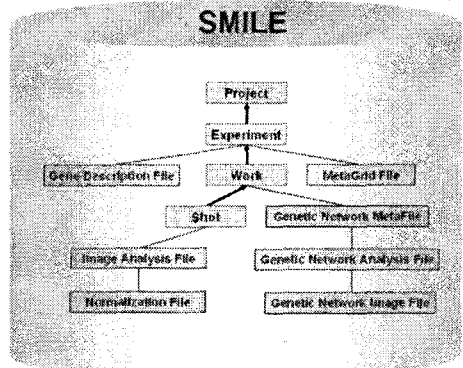 SMILE
Project
Experiment
Gene Description File
Work
MetaGrid File
Shot
Genetic Network MetaFile
Image Analysis File
Genetic Network Analysis File
Normalization File
Genetic Network Image File